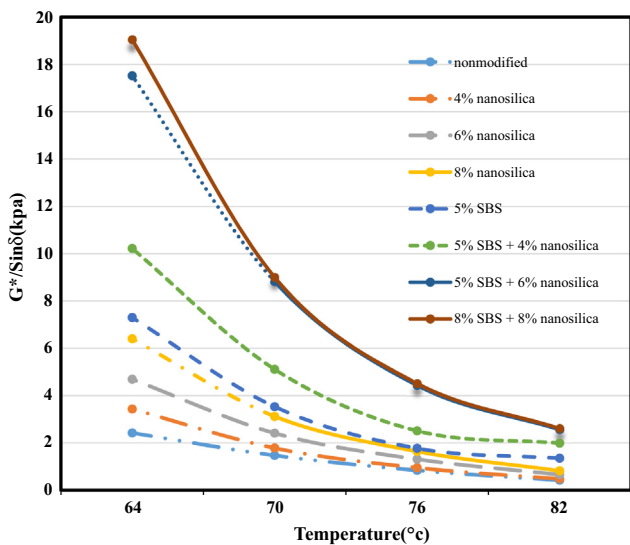 20
18
16
14
12
10
8
6
4
2
0
G*/Sinδ(kpa)
nonmodified
4% nanosilica
6% nanosilica
8% nanosilica
5% SBS
5% SBS + 4% nanosilica
5% SBS + 6% nanosilica
8% SBS + 8% nanosilica
64 70 76 82
Temperature(°c)